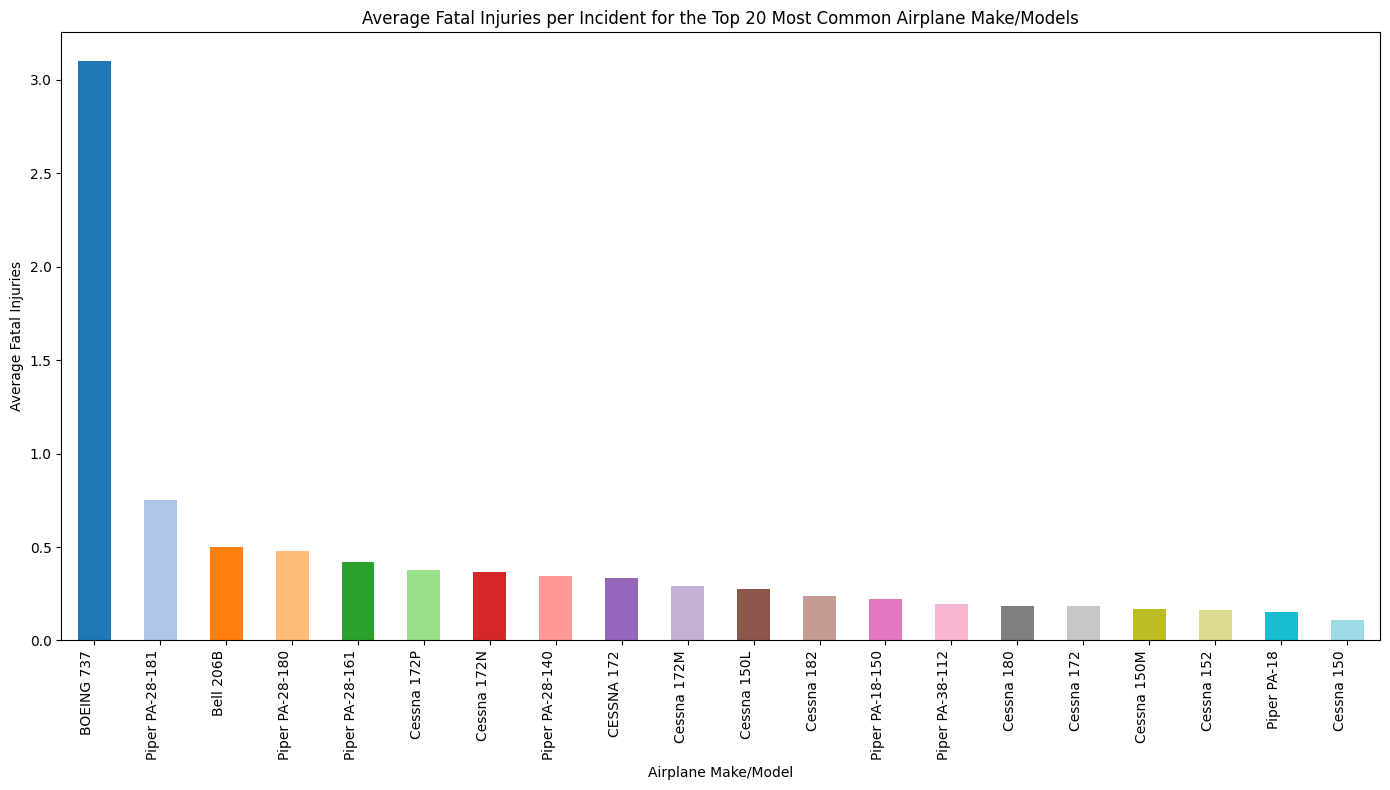 Average Fatal Injuries per Incident for the Top 20 Most Common Airplane Make/Models
Average Fatal Injuries
3.0
2.5
2.0
1.5
1.0
0.5
0.0
BOEING 737
Piper PA-28-181
Bell 206B
Piper PA-28-180
Piper PA-28-161
Cessna 172P
Cessna 172N
Piper PA-28-140
CESSNA 172
Cessna 172M
Cessna 150L
Cessna 182
Piper PA-18-150
Piper PA-38-112
Cessna 180
Cessna 172
Cessna 150M
Cessna 152
Piper PA-18
Cessna 150
Airplane Make/Model